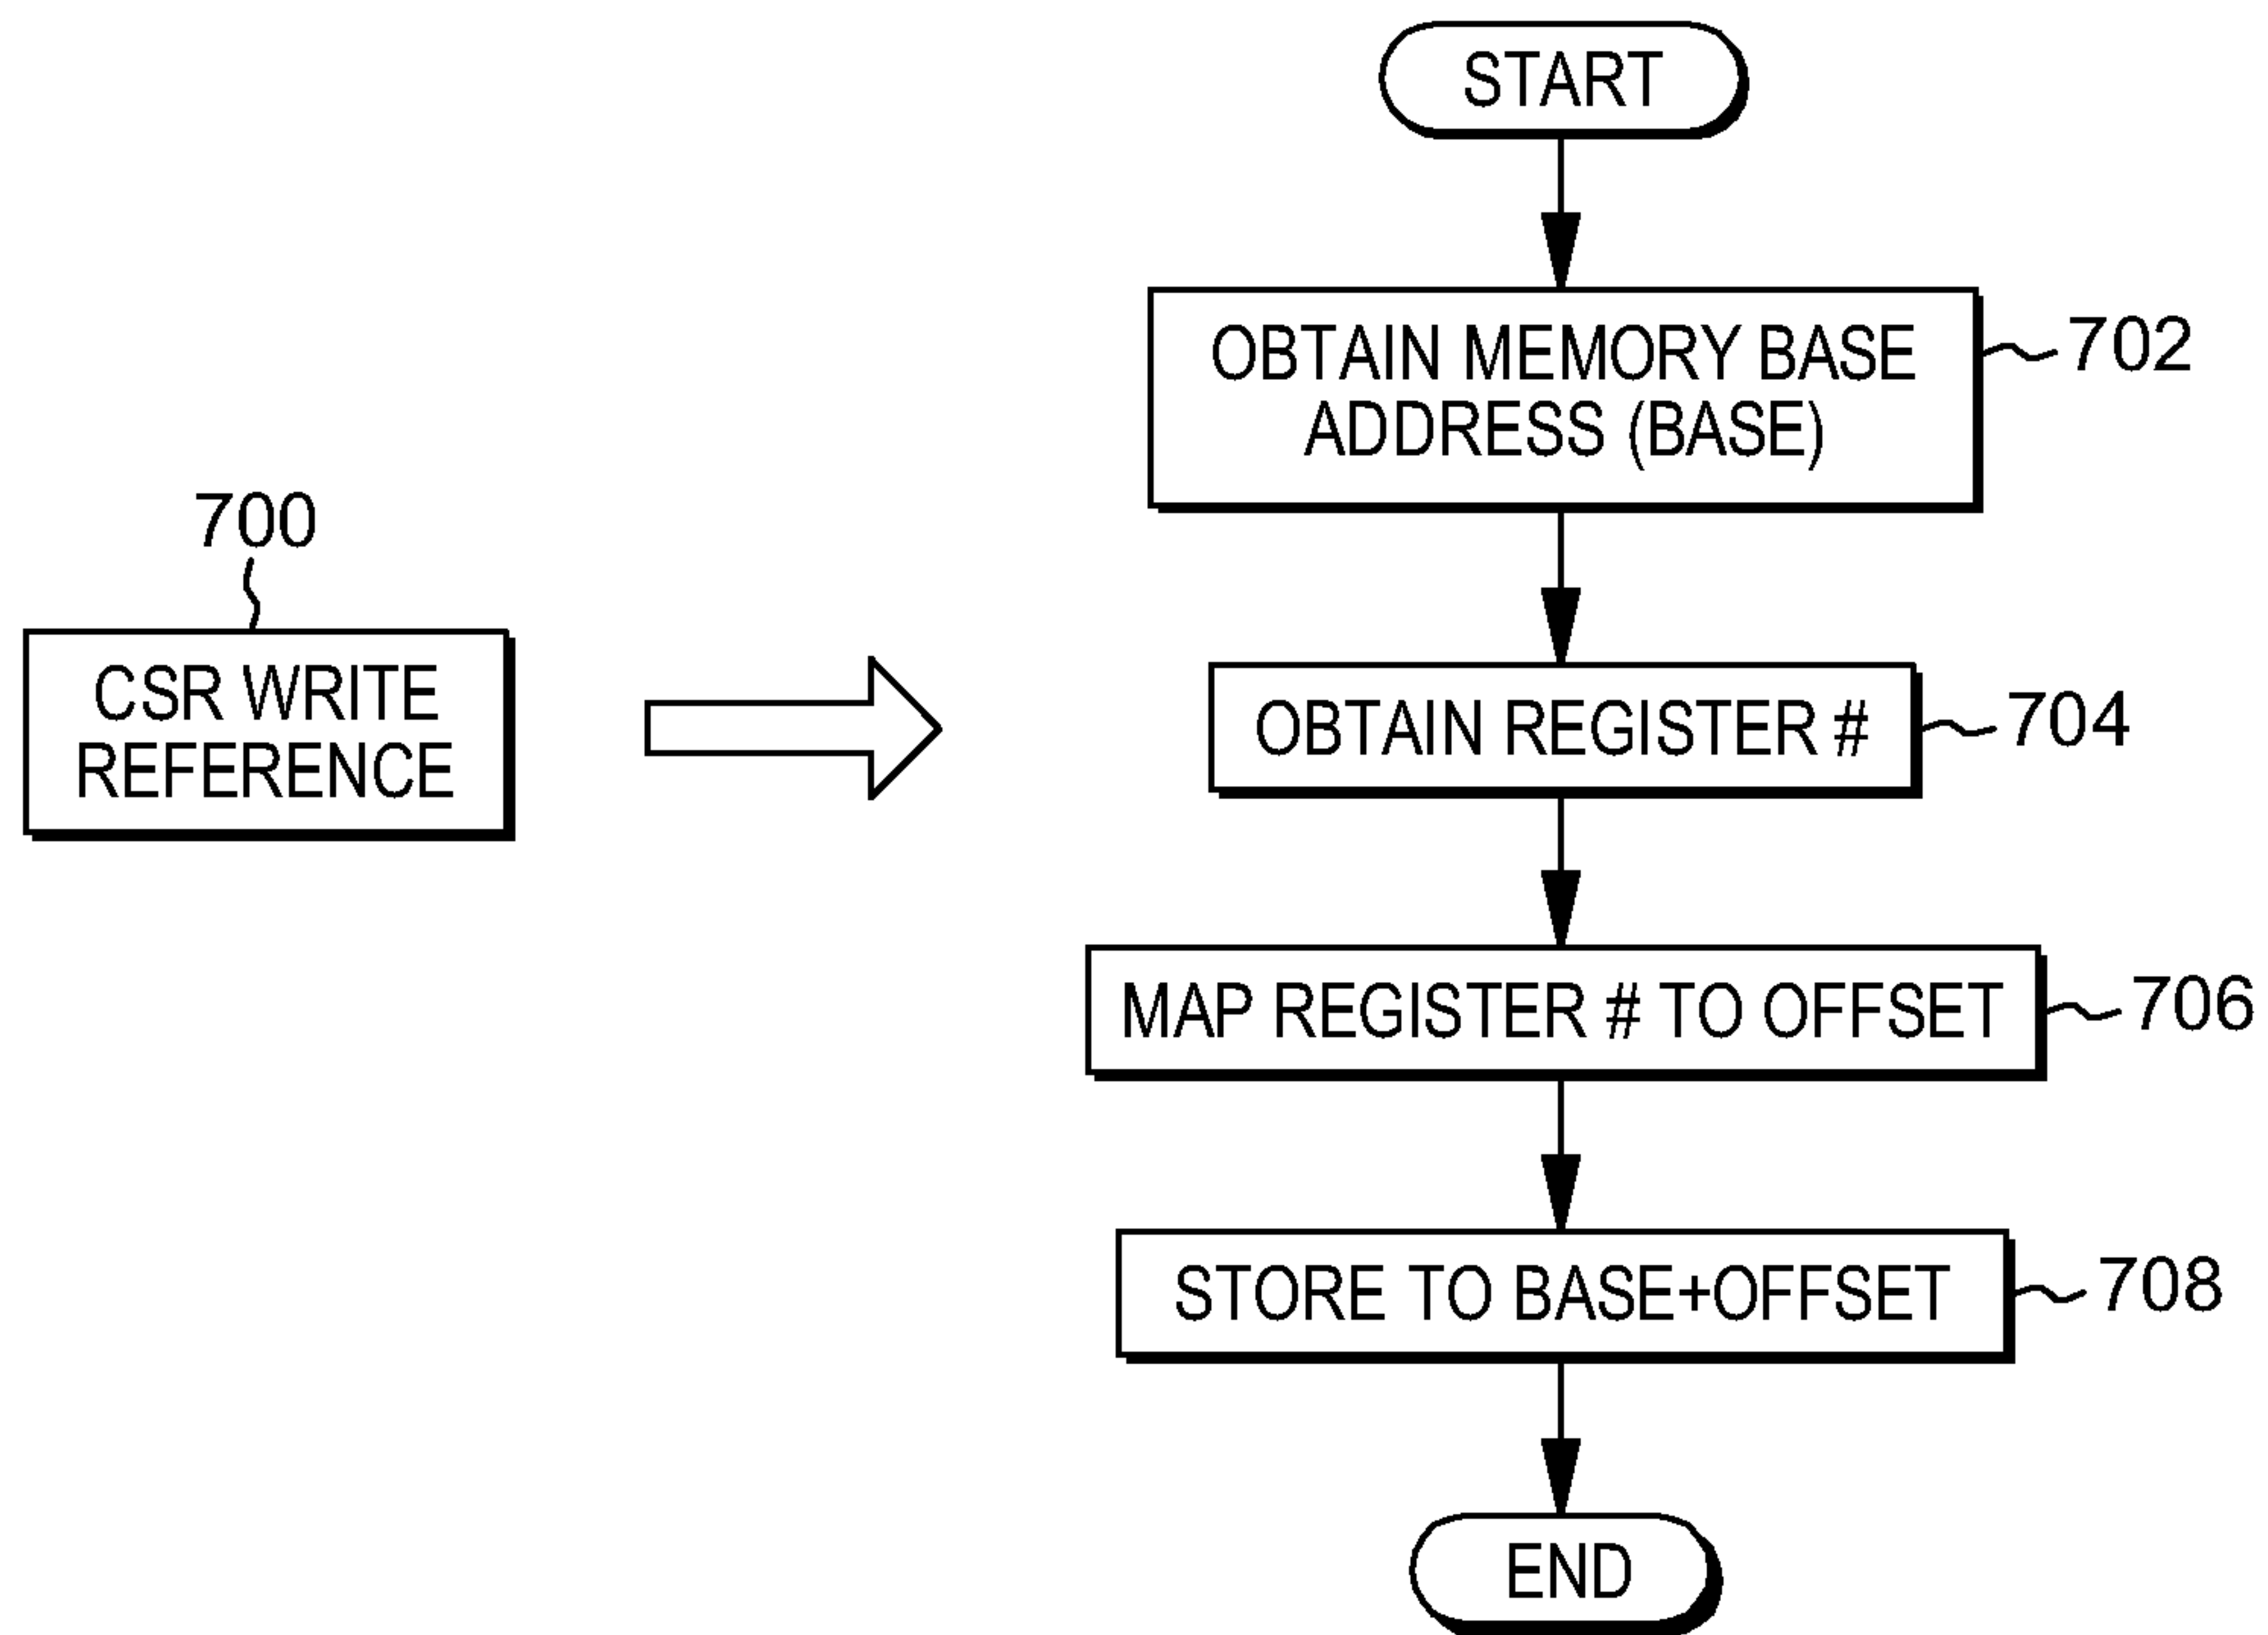 700
CSR WRITE
REFERENCE
START
OBTAIN MEMORY BASE
ADDRESS (BASE)
702
OBTAIN REGISTER #
704
MAP REGISTER # TO OFFSET
706
STORE TO BASE+OFFSET
708
END